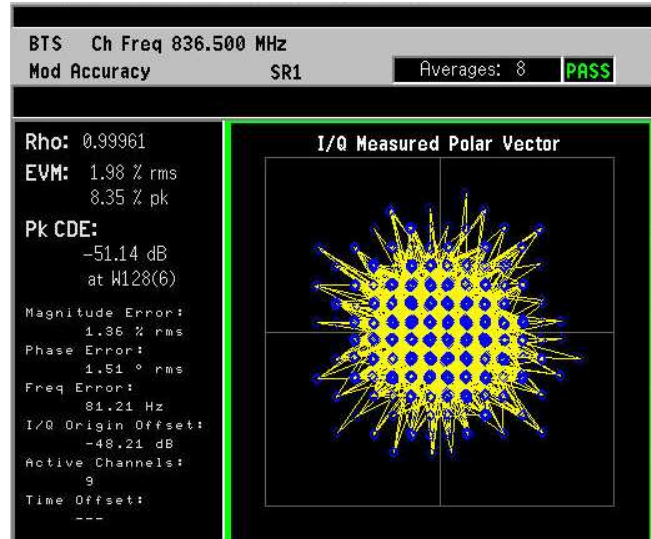 BTS Ch Freq 836.500 MHz
Mod Accuracy SR1 Averages: 8 PASS
Rho: 0.99961
EVM: 1.98 % rms
8.35 % pk
Pk CDE:
-51.14 dB
at W128(6)
Magnitude Error:
1.36 % rms
Phase Error:
1.51 ° rms
Freq Error:
81.21 Hz
I/Q Origin Offset:
-48.21 dB
Active Channels:
9
Time Offset:
---
I/Q Measured Polar Vector